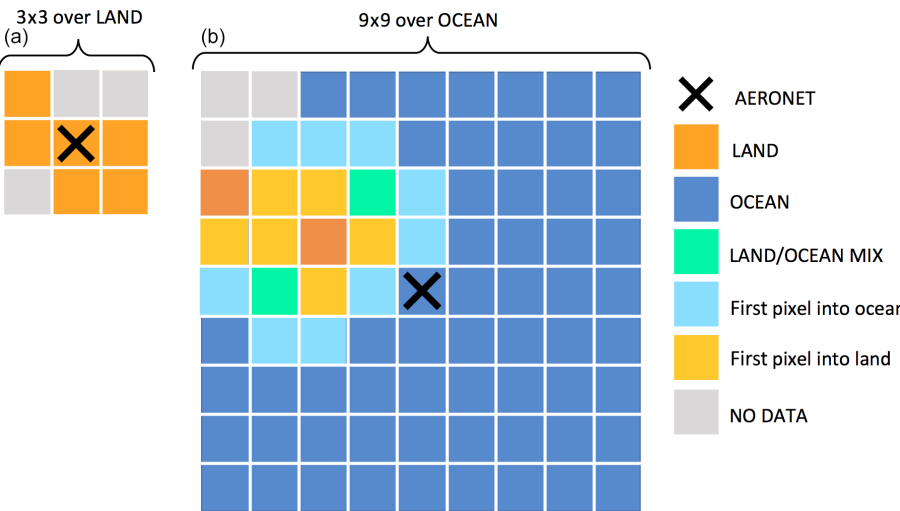 3x3 over LAND
(a)
9x9 over OCEAN
(b)
AERONET
LAND
OCEAN
LAND/OCEAN MIX
First pixel into ocean
First pixel into land
NO DATA